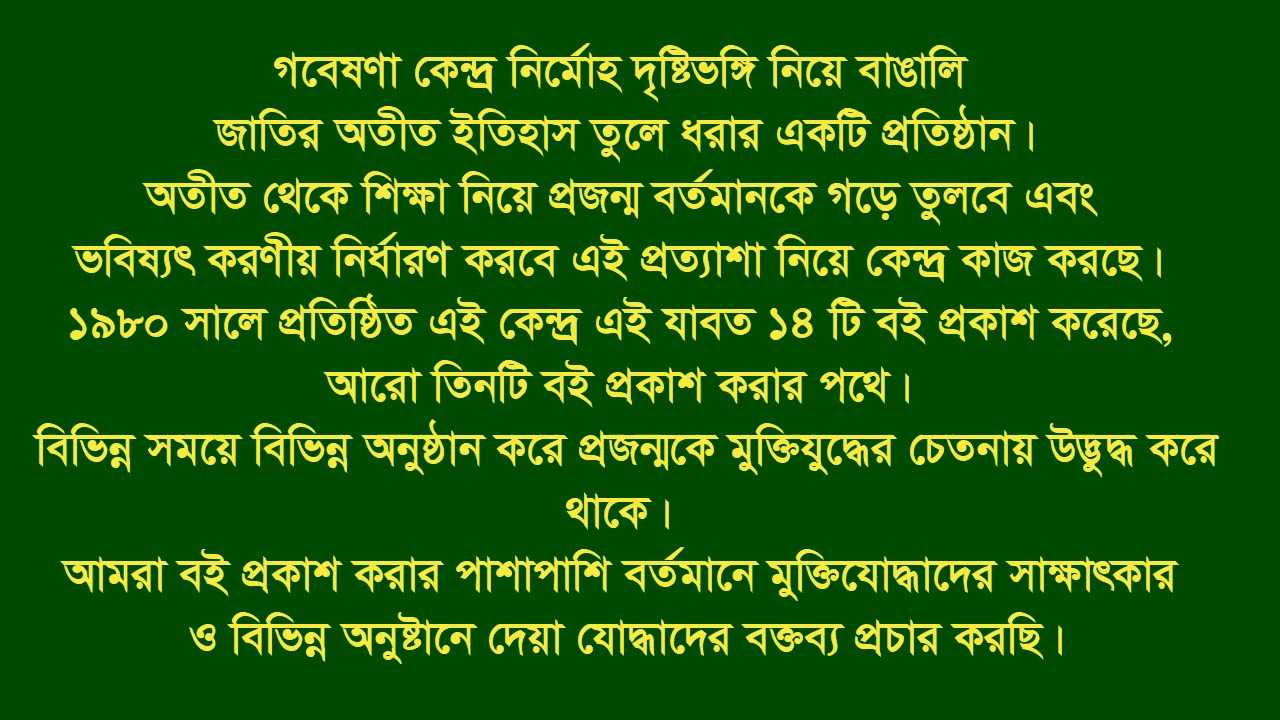 গবেষণা কেন্দ্র নির্মোহ দৃষ্টিভঙ্গি নিয়ে বাঙালি
জাতির অতীত ইতিহাস তুলে ধরার একটি প্রতিষ্ঠান।
অতীত থেকে শিক্ষা নিয়ে প্রজন্ম বর্তমানকে গড়ে তুলবে এবং
ভবিষ্যৎ করণীয় নির্ধারণ করবে এই প্রত্যাশা নিয়ে কেন্দ্র কাজ করছে।
১৯৮০ সালে প্রতিষ্ঠিত এই কেন্দ্র এই যাবত ১৪ টি বই প্রকাশ করেছে,
আরো তিনটি বই প্রকাশ করার পথে।
বিভিন্ন সময়ে বিভিন্ন অনুষ্ঠান করে প্রজন্মকে মুক্তিযুদ্ধের চেতনায় উদ্ভুদ্ধ করে
থাকে।
আমরা বই প্রকাশ করার পাশাপাশি বর্তমানে মুক্তিযোদ্ধাদের সাক্ষাৎকার
ও বিভিন্ন অনুষ্টানে দেয়া যোদ্ধাদের বক্তব্য প্রচার করছি।